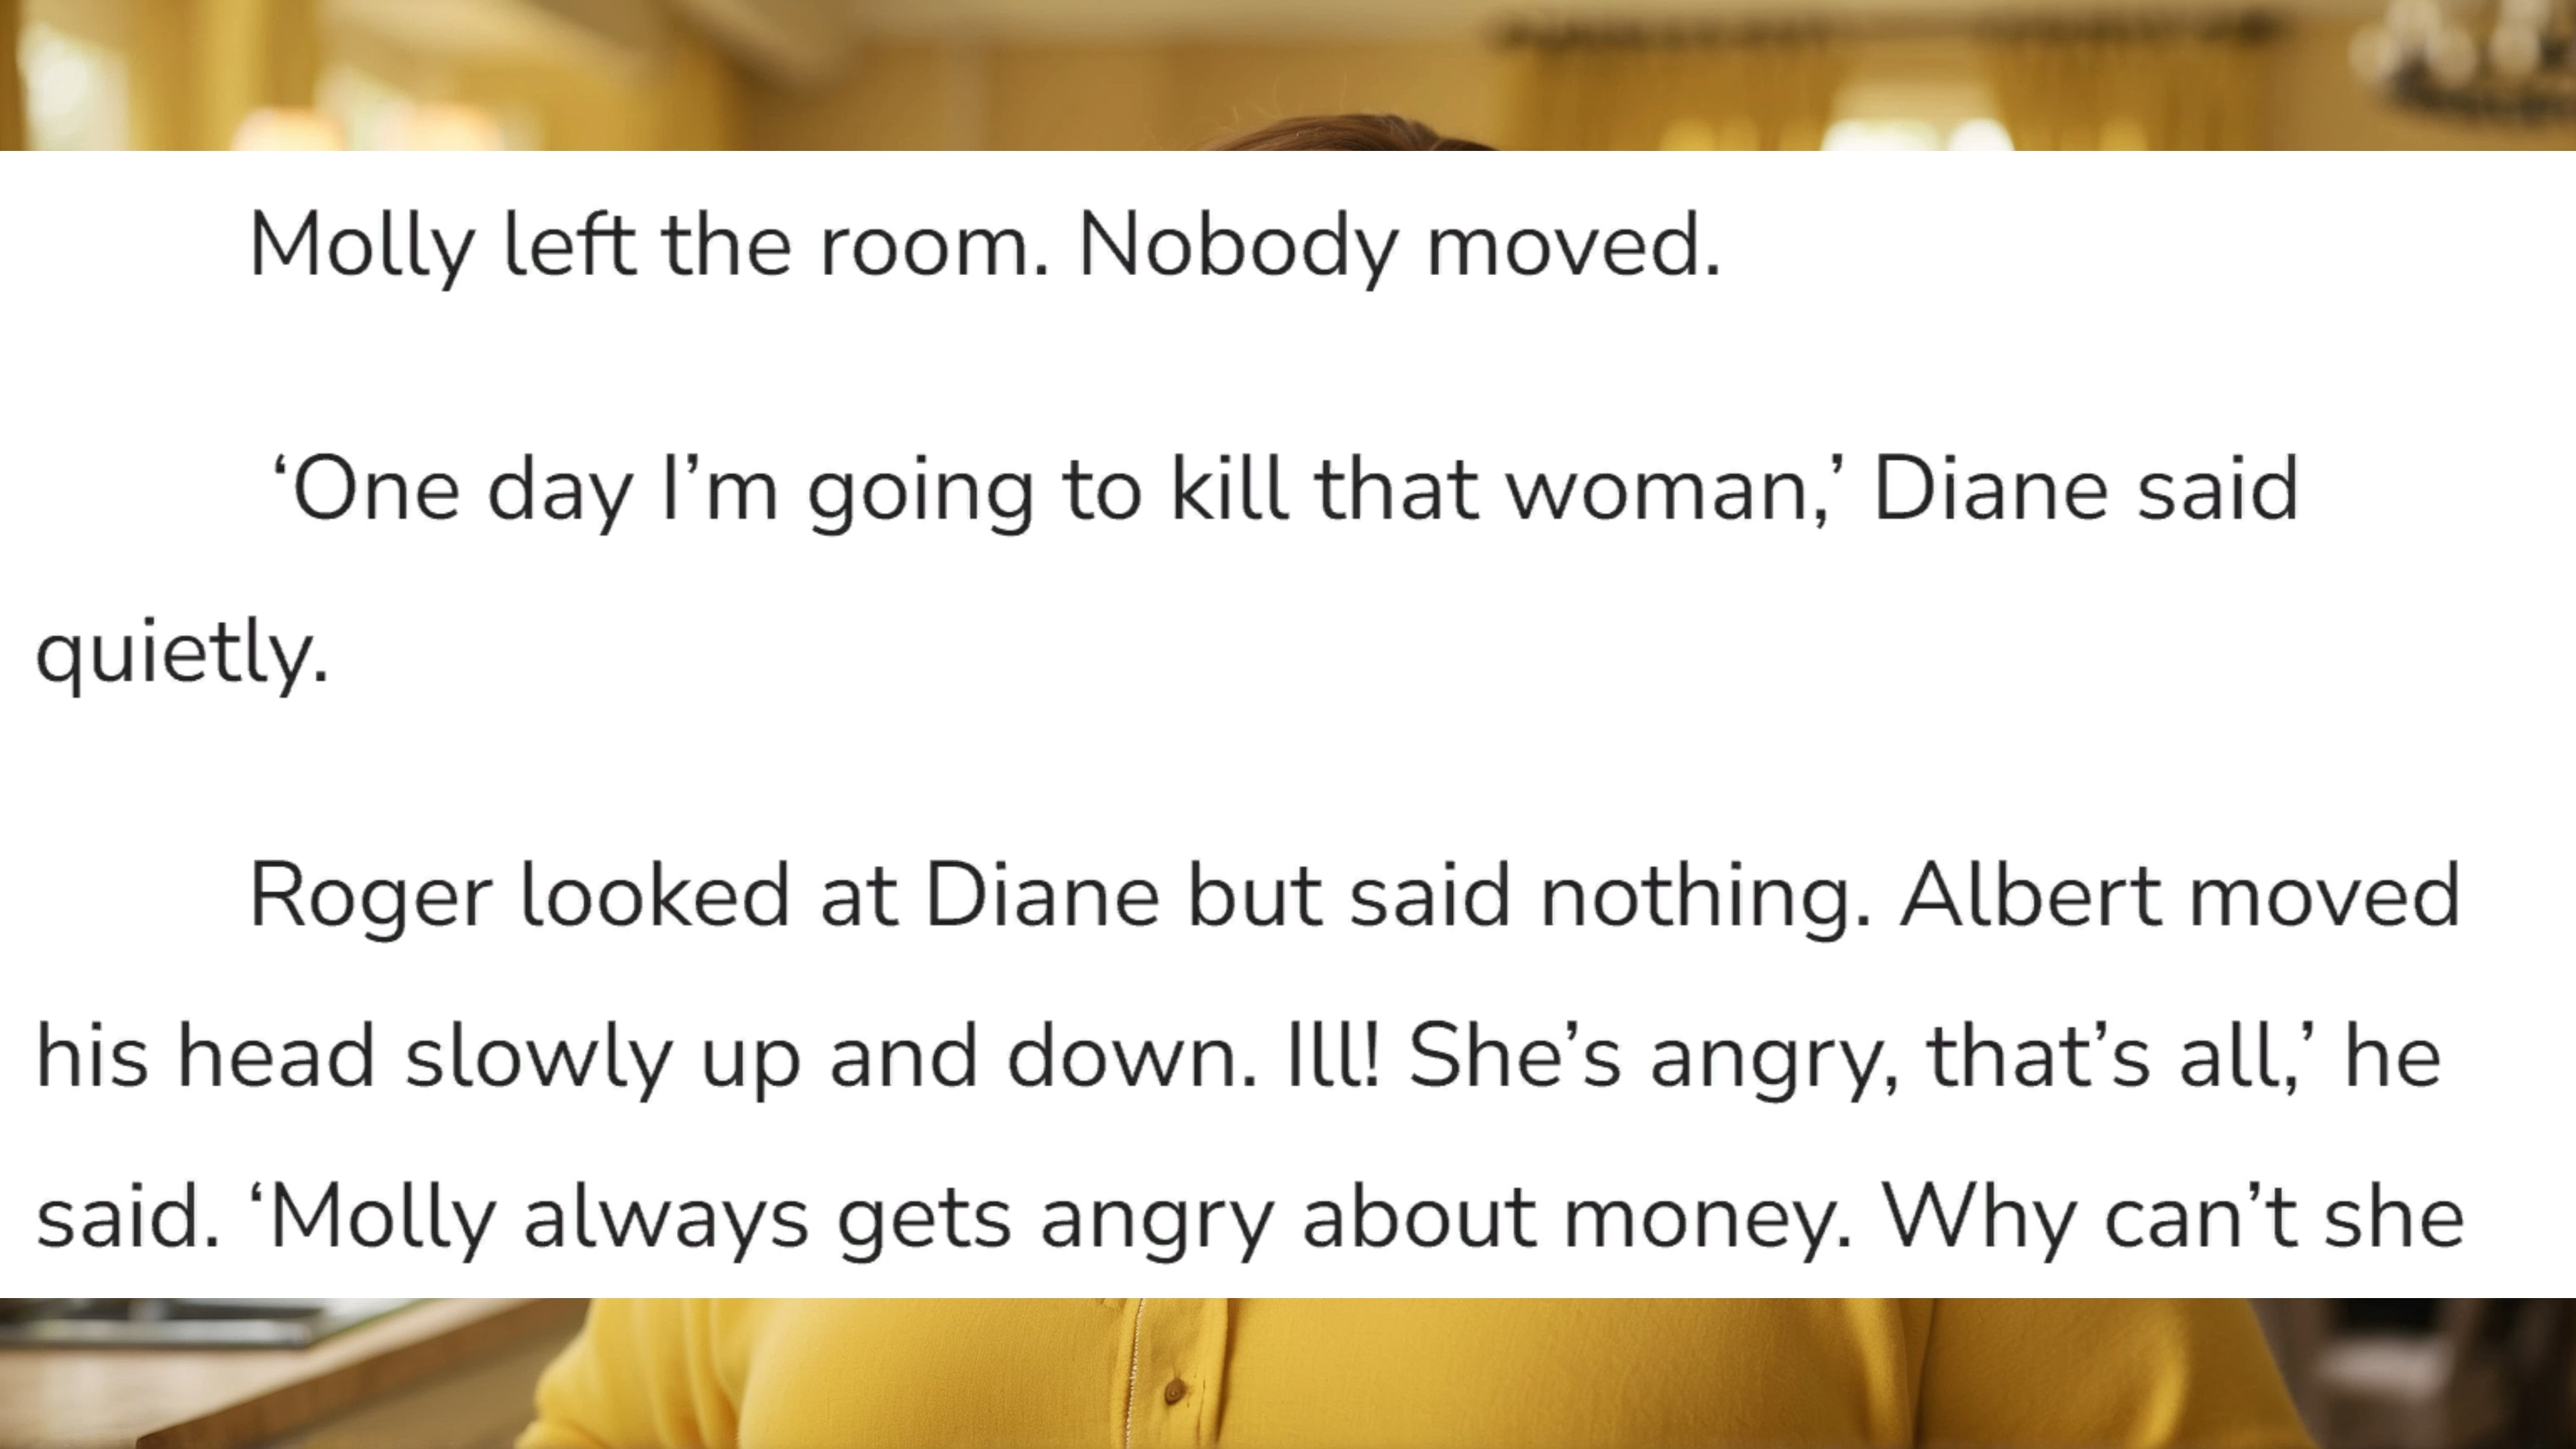 Molly left the room. Nobody moved.
‘One day I’m going to kill that woman,’ Diane said
quietly.
Roger looked at Diane but said nothing. Albert moved
his head slowly up and down. Ill! She’s angry, that’s all,’ he
said. ‘Molly always gets angry about money. Why can’t she